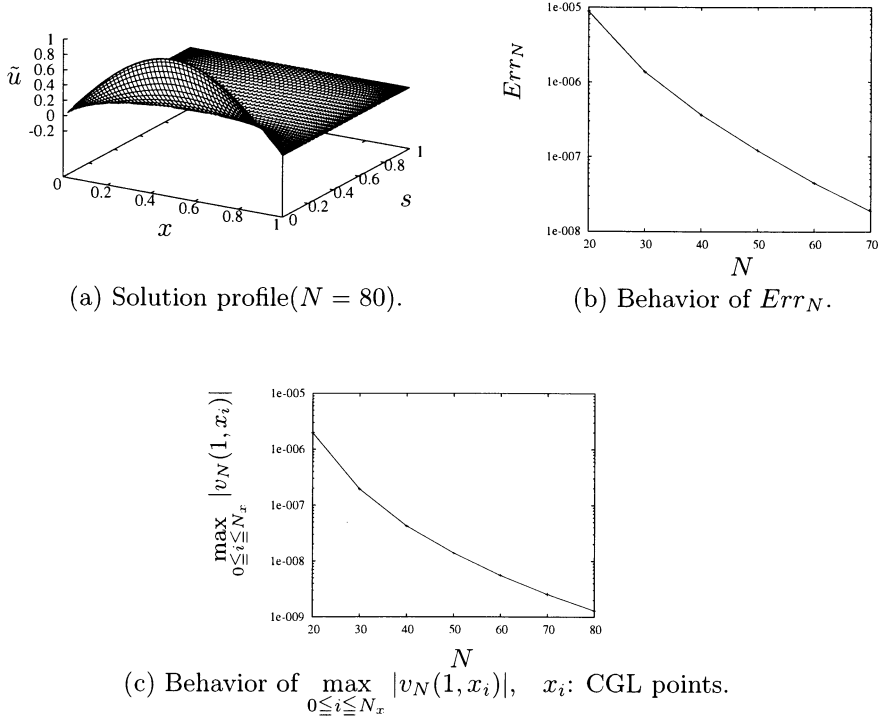 1
0.8
0.6
0.4
0.2
0
-0.2
ũ
0
0.2
0.4
0.6
0.8
1
x
0
0.2
0.4
0.6
0.8
1
s
(a) Solution profile(N = 80).
1e-005
1e-006
1e-007
1e-008
Err_N
20 30 40 50 60 70
N
(b) Behavior of Err_N.
1e-005
1e-006
1e-007
1e-008
1e-009
max_{0≦i≦N_x} |v_N(1, x_i)|
20 30 40 50 60 70 80
N
(c) Behavior of max_{0≦i≦N_x} |v_N(1, x_i)|, x_i: CGL points.